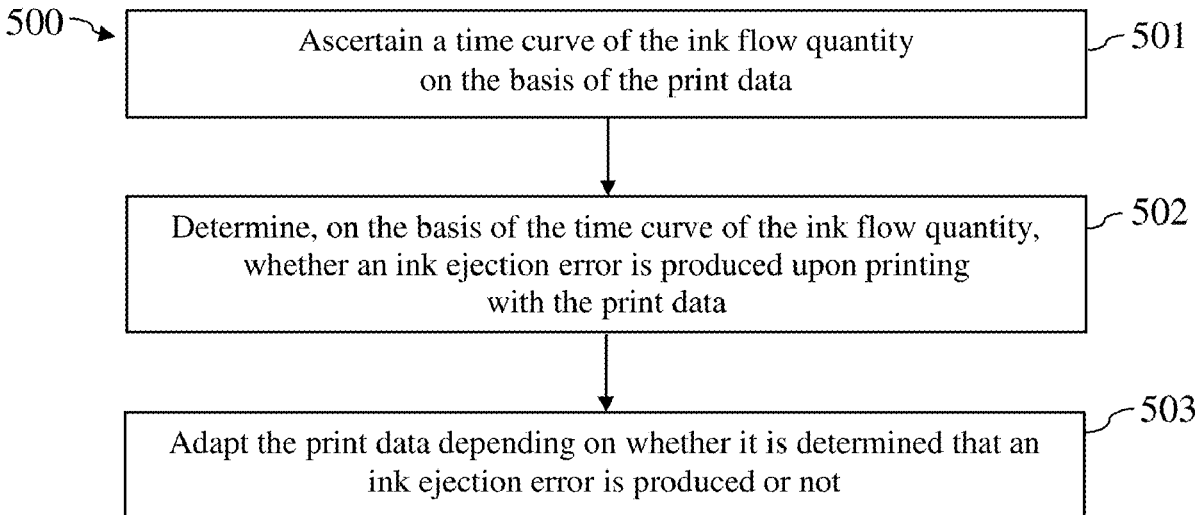 500
Ascertain a time curve of the ink flow quantity
on the basis of the print data
501
Determine, on the basis of the time curve of the ink flow quantity,
whether an ink ejection error is produced upon printing
with the print data
502
Adapt the print data depending on whether it is determined that an
ink ejection error is produced or not
503